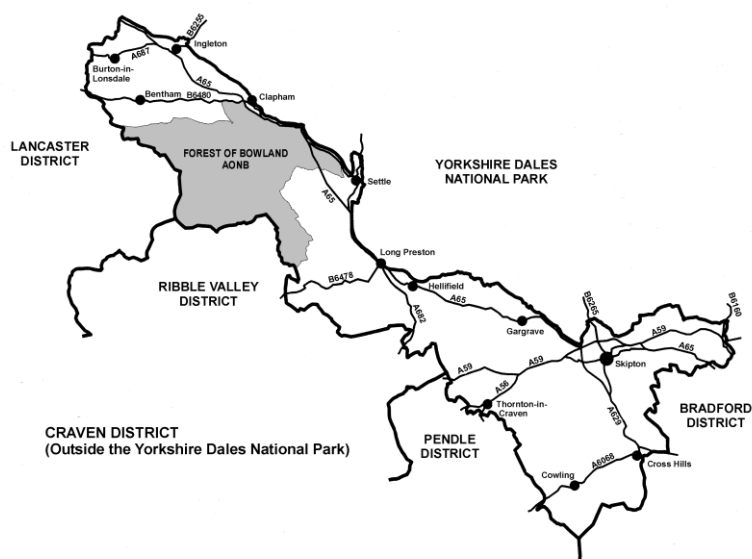 B6255
Ingleton
A687
Burton-in-
Lonsdale
A65
Bentham
B6480
Clapham
LANCASTER
DISTRICT
FOREST OF BOWLAND
AONB
YORKSHIRE DALES
NATIONAL PARK
Settle
A65
Long Preston
RIBBLE VALLEY
DISTRICT
B6478
Hellifield
A65
A682
Gargrave
B6265
B6160
A59
A65
Skipton
A59
A59
A56
Thornton-in-
Craven
A629
BRADFORD
DISTRICT
CRAVEN DISTRICT
(Outside the Yorkshire Dales National Park)
PENDLE
DISTRICT
Cross Hills
A6068
Cowling